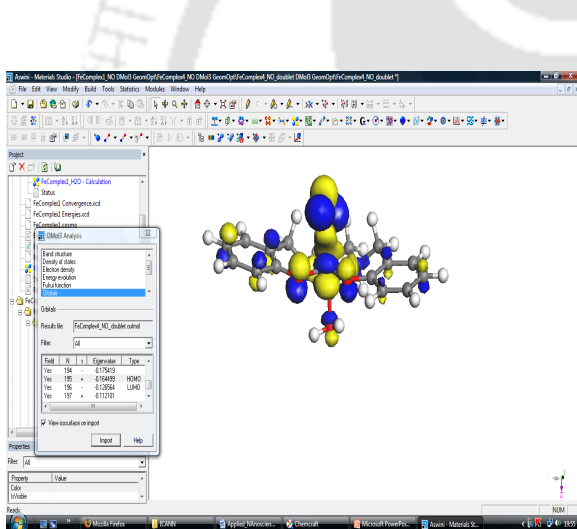 Aswini - Materials Studio - [FeComplex1_NO DMol3 GeomOpt\FeComplex4_NO DMol3 GeomOpt\FeComplex4_NO_doublet DMol3 GeomOpt\FeComplex4_NO_doublet *]
File Edit View Modify Build Tools Statistics Modules Window Help
Project
FeComplex1_H2O - Calculation
Status
FeComplex1 Convergence.xcd
FeComplex1 Energies.xcd
FeComplex1.cosmo
DMol3 Analysis
Band structure
Density of states
Electron density
Energy evolution
Fukui function
Orbitals
Orbitals
Results file: FeComplex4_NO_doublet.outmol
Filter: All
Field N s Eigenvalue Type
Yes 194 - -0.175419
Yes 195 + -0.164499 HOMO
Yes 196 - -0.126564 LUMO
Yes 197 + -0.112101
View isosurface on import
Import Help
Properties
Filter: All
Property Value
Color
IsVisible
Ready
NUM
Mozilla Firefox
ICANN
Applied_NAnoscien...
Chemcraft
Microsoft PowerPoi...
Aswini - Materials St...
19:55